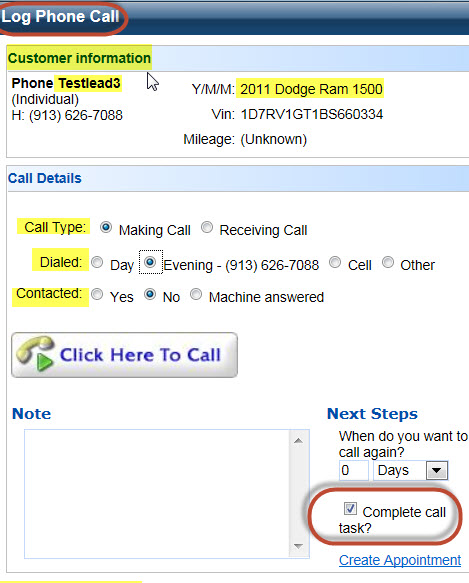 Log Phone Call
Customer information
Phone Testlead3
(Individual)
H: (913) 626-7088
Y/M/M: 2011 Dodge Ram 1500
Vin: 1D7RV1GT1BS660334
Mileage: (Unknown)
Call Details
Call Type: Making Call Receiving Call
Dialed: Day Evening - (913) 626-7088 Cell Other
Contacted: Yes No Machine answered
Click Here To Call
Note
Next Steps
When do you want to
call again?
0 Days
Complete call
task?
Create Appointment